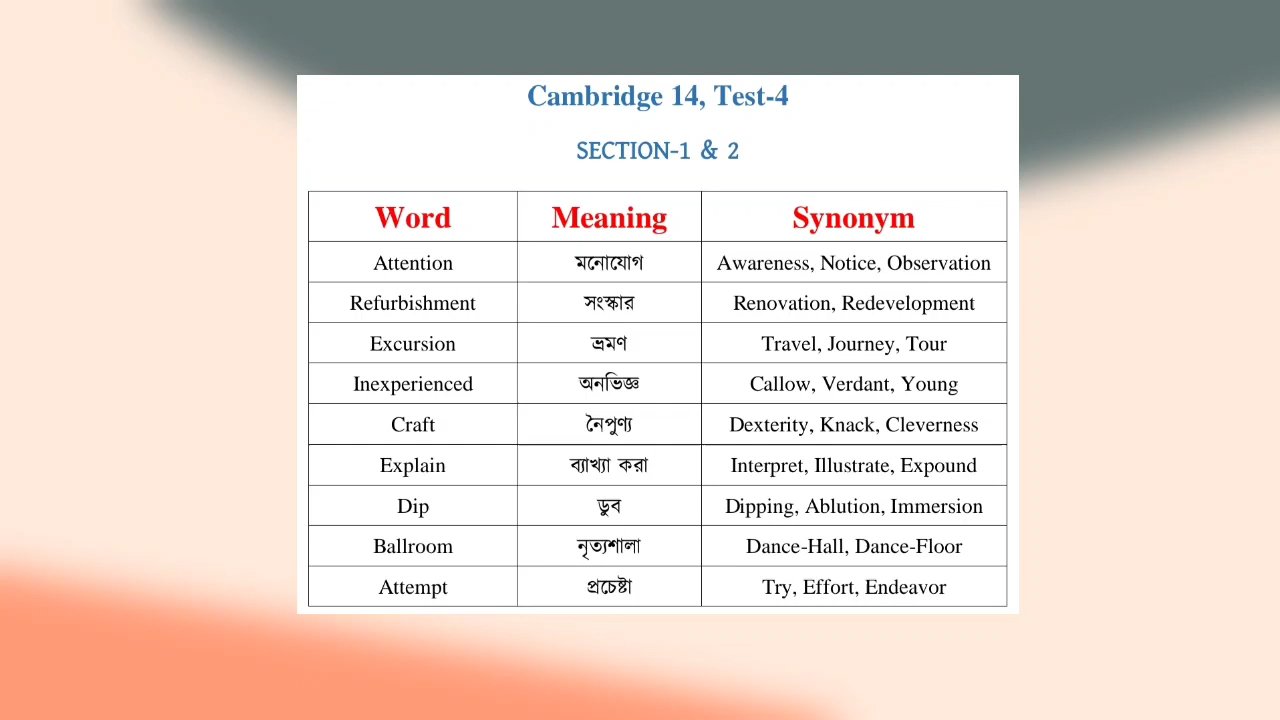 Cambridge 14, Test-4
SECTION-1 & 2
Word Meaning Synonym
Attention মনোযোগ Awareness, Notice, Observation
Refurbishment সংস্কার Renovation, Redevelopment
Excursion ভ্রমণ Travel, Journey, Tour
Inexperienced অনভিজ্ঞ Callow, Verdant, Young
Craft নৈপুণ্য Dexterity, Knack, Cleverness
Explain ব্যাখ্যা করা Interpret, Illustrate, Expound
Dip ডুব Dipping, Ablution, Immersion
Ballroom নৃত্যশালা Dance-Hall, Dance-Floor
Attempt প্রচেষ্টা Try, Effort, Endeavor